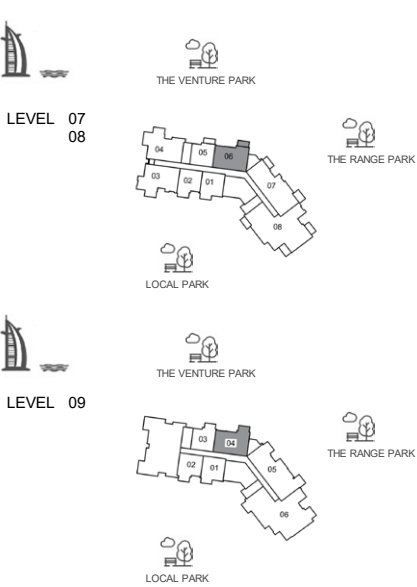 THE VENTURE PARK
LEVEL 07
08
THE RANGE PARK
04
05
06
03
02
01
07
08
LOCAL PARK
THE VENTURE PARK
LEVEL 09
THE RANGE PARK
03
04
02
01
05
06
LOCAL PARK